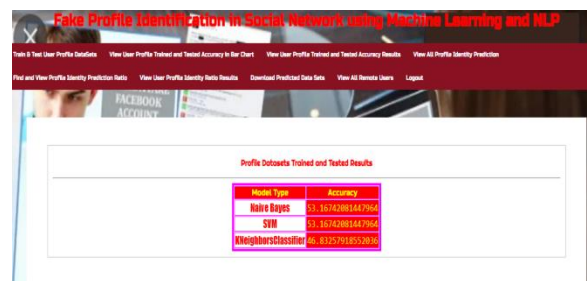 Fake Profile Identification in Social Network using Machine Learning and NLP
Train & Test User Profile DataSets View User Profile Trained and Tested Accuracy in Bar Chart View User Profile Trained and Tested Accuracy Results View All Profile Identity Prediction
Find and View Profile Identity Prediction Ratio View User Profile Identity Ratio Results Download Predicted Data Sets View All Remote Users Logout
FACEBOOK
ACCOUNT
Profile Datasets Trained and Tested Results
Model Type Accuracy
Naive Bayes 53.16742081447964
SVM 53.16742081447964
KNeighborsClassifier 46.83257918552036